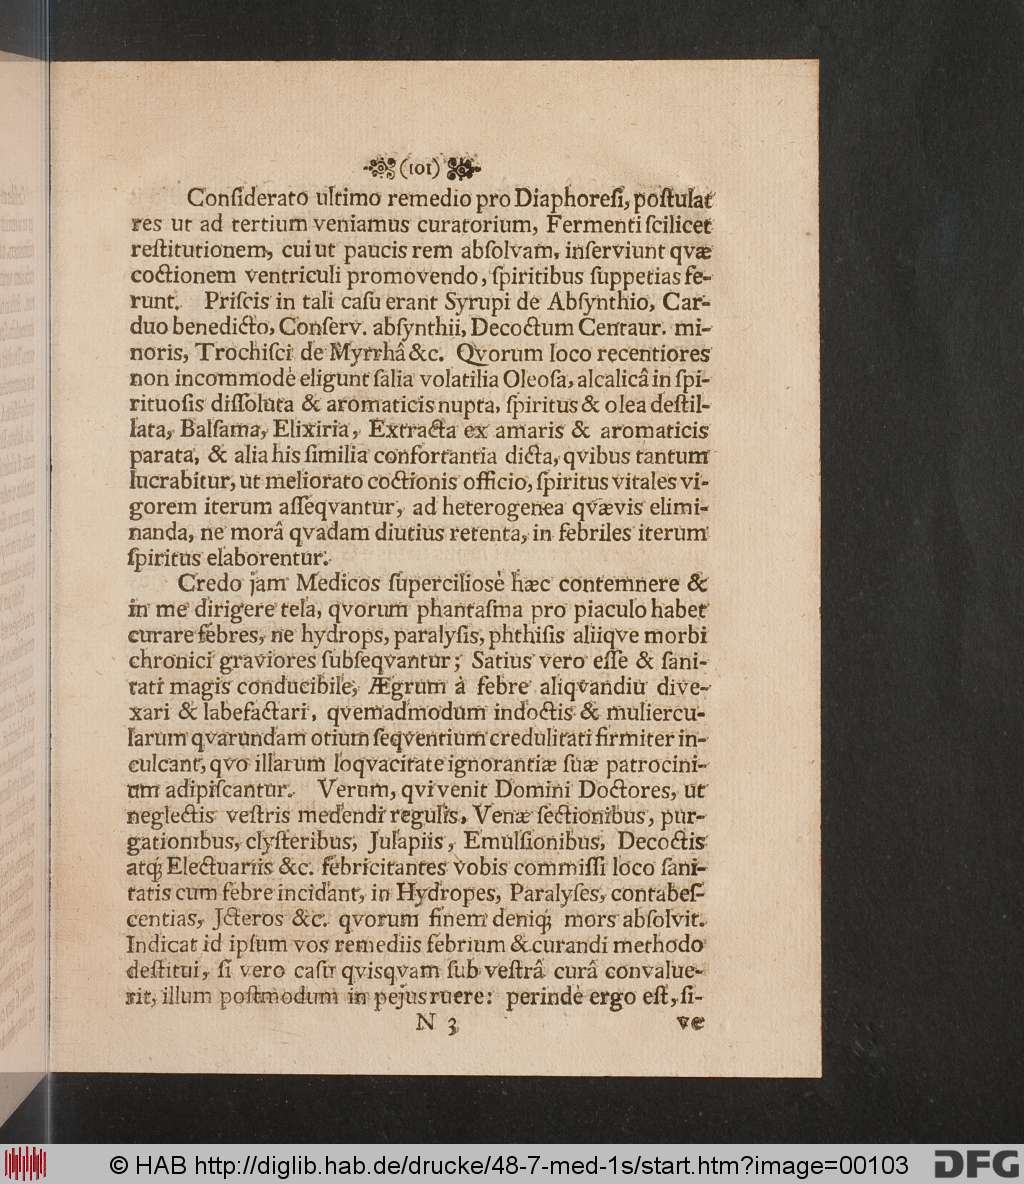 (101)
Conſiderato ultimo remedio pro Diaphoreſi, poſtulat
res ut ad tertium veniamus curatorium, Fermenti ſcilicet
reſtitutionem, cui ut paucis rem abſolvam, inſerviunt qvæ
coctionem ventriculi promovendo, ſpiritibus ſuppetias fe-
runt. Priſcis in tali caſu erant Syrupi de Abſynthio, Car-
duo benedicto, Conſerv. abſynthii, Decoctum Centaur. mi-
noris, Trochiſci de Myrrhâ &c. Qvorum loco recentiores
non incommodè eligunt ſalia volatilia Oleoſa, alcalicâ in ſpi-
rituoſis diſſoluta & aromaticis nupta, ſpiritus & olea deſtil-
lata, Balſama, Elixiria, Extracta ex amaris & aromaticis
parata, & alia his ſimilia confortantia dicta, qvibus tantum
lucrabitur, ut meliorato coctionis officio, ſpiritus vitales vi-
gorem iterum aſſeqvantur, ad heterogenea qvævis elimi-
nanda, ne morâ qvadam diutius retenta, in febriles iterum
ſpiritus elaborentur.
Credo jam Medicos ſuperciliosè hæc contemnere &
in me dirigere tela, qvorum phantaſma pro piaculo habet
curare febres, ne hydrops, paralyſis, phthiſis aliiqve morbi
chronici graviores ſubſeqvantur; Satius vero eſſe & ſani-
tati magis conducibile, Ægrum à febre aliqvandiu dive-
xari & labefactari, qvemadmodum indoctis & muliercu-
larum qvarundam otium ſeqventium credulitati firmiter in-
culcant, qvo illarum loqvacitate ignorantiæ ſuæ patrocini-
um adipiſcantur. Verum, qvi venit Domini Doctores, ut
neglectis veſtris medendi regulis, Venæ ſectionibus, pur-
gationibus, clyſteribus, Julapiis, Emulſionibus, Decoctis
atq; Electuariis &c. febricitantes vobis commiſſi loco ſani-
tatis cum febre incidant, in Hydropes, Paralyſes, contabeſ-
centias, Jcteros &c. qvorum finem deniq; mors abſolvit.
Indicat id ipſum vos remediis febrium & curandi methodo
deſtitui, ſi vero caſu qvisqvam ſub veſtrâ curâ convalue-
rit, illum poſtmodum in pejus ruere: perinde ergo eſt, ſi-
N 3 ve
© HAB http://diglib.hab.de/drucke/48-7-med-1s/start.htm?image=00103 DFG